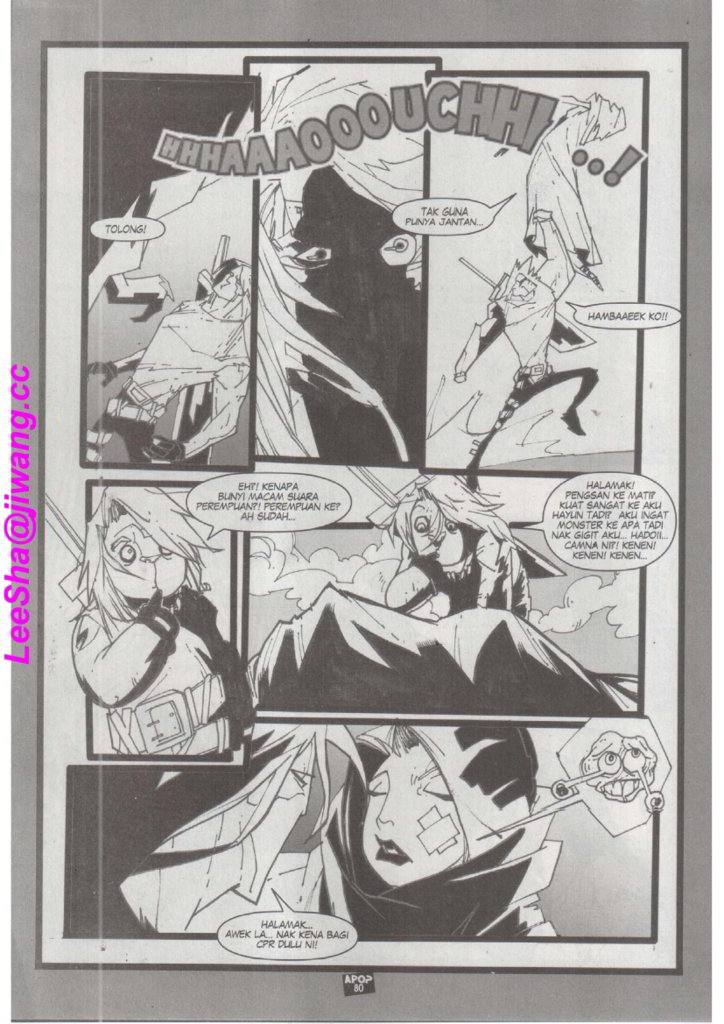 HHHAAAAOOOOUCHHI..!
TOLONG!
TAK GUNA
PUNYA JANTAN...
HAMBAAEEK KO!!
EH?! KENAPA
BUNYI MACAM SUARA
PEREMPUAN?! PEREMPUAN KE?
AH SUDAH...
HALAMAK!
PENGSAN KE MATI?
KUAT SANGAT KE AKU
HAYUN TADI? AKU INGAT
MONSTER KE APA TADI
NAK GIGIT AKU... HADOII...
CAMNA NI?! KENEN!
KENEN! KENEN...
HALAMAK...
AWEK LA... NAK KENA BAGI
CPR DULU NI!
APOP
80
LeeSha@jiwang.cc